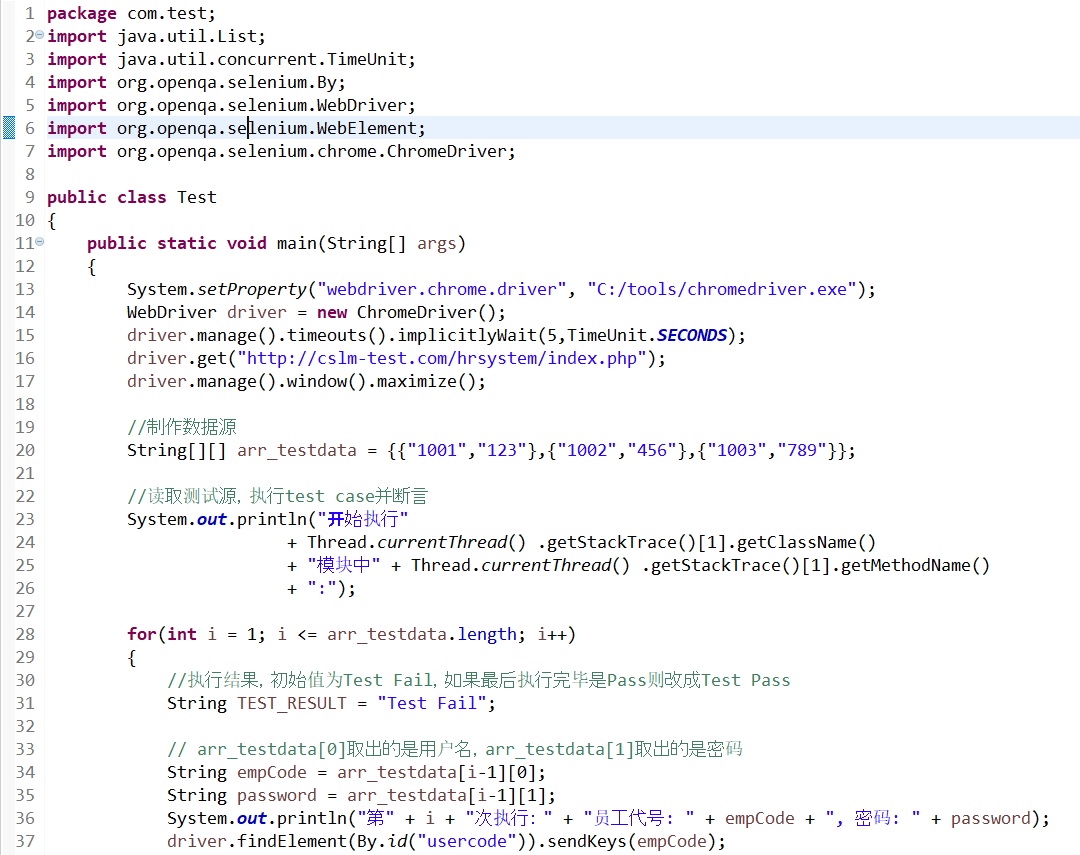 1 package com.test;
2 import java.util.List;
3 import java.util.concurrent.TimeUnit;
4 import org.openqa.selenium.By;
5 import org.openqa.selenium.WebDriver;
6 import org.openqa.selenium.WebElement;
7 import org.openqa.selenium.chrome.ChromeDriver;
8
9 public class Test
10 {
11     public static void main(String[] args)
12     {
13         System.setProperty("webdriver.chrome.driver", "C:/tools/chromedriver.exe");
14         WebDriver driver = new ChromeDriver();
15         driver.manage().timeouts().implicitlyWait(5,TimeUnit.SECONDS);
16         driver.get("http://cslm-test.com/hrsystem/index.php");
17         driver.manage().window().maximize();
18
19         //制作数据源
20         String[][] arr_testdata = {{"1001","123"},{"1002","456"},{"1003","789"}};
21
22         //读取测试源, 执行test case并断言
23         System.out.println("开始执行"
24                         + Thread.currentThread() .getStackTrace()[1].getClassName()
25                         + "模块中" + Thread.currentThread() .getStackTrace()[1].getMethodName()
26                         + ":");
27
28         for(int i = 1; i <= arr_testdata.length; i++)
29         {
30             //执行结果, 初始值为Test Fail, 如果最后执行完毕是Pass则改成Test Pass
31             String TEST_RESULT = "Test Fail";
32
33             // arr_testdata[0]取出的是用户名, arr_testdata[1]取出的是密码
34             String empCode = arr_testdata[i-1][0];
35             String password = arr_testdata[i-1][1];
36             System.out.println("第" + i + "次执行: " + "员工代号: " + empCode + ", 密码: " + password);
37             driver.findElement(By.id("usercode")).sendKeys(empCode);